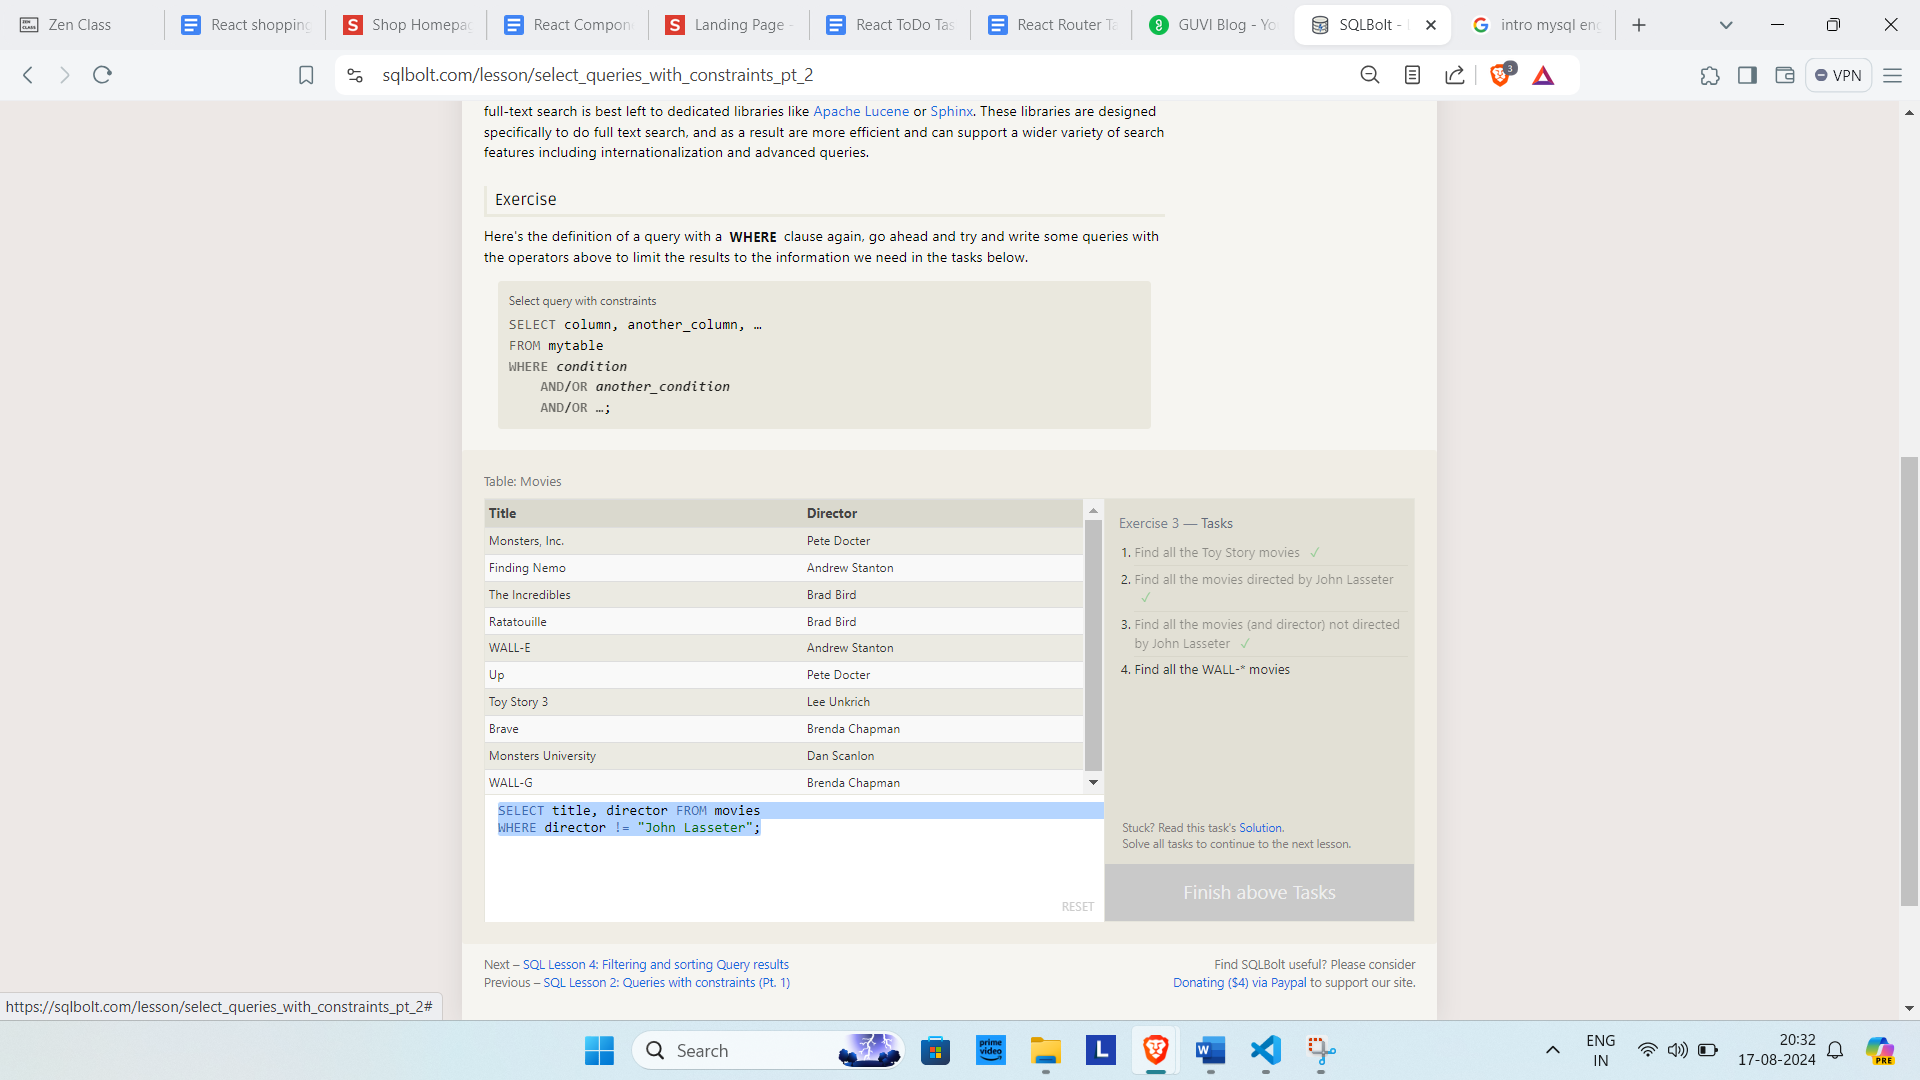 Zen Class
React shopping
Shop Homepag
React Compone
Landing Page -
React ToDo Tas
React Router Ta
GUVI Blog - Yo
SQLBolt -
intro mysql eng
sqlbolt.com/lesson/select_queries_with_constraints_pt_2
3
VPN
full-text search is best left to dedicated libraries like Apache Lucene or Sphinx. These libraries are designed
specifically to do full text search, and as a result are more efficient and can support a wider variety of search
features including internationalization and advanced queries.
Exercise
Here's the definition of a query with a WHERE clause again, go ahead and try and write some queries with
the operators above to limit the results to the information we need in the tasks below.
Select query with constraints
SELECT column, another_column, …
FROM mytable
WHERE condition
AND/OR another_condition
AND/OR …;
Table: Movies
Title Director
Monsters, Inc. Pete Docter
Finding Nemo Andrew Stanton
The Incredibles Brad Bird
Ratatouille Brad Bird
WALL-E Andrew Stanton
Up Pete Docter
Toy Story 3 Lee Unkrich
Brave Brenda Chapman
Monsters University Dan Scanlon
WALL-G Brenda Chapman
SELECT title, director FROM movies
WHERE director != "John Lasseter";
RESET
Exercise 3 — Tasks
1. Find all the Toy Story movies ✓
2. Find all the movies directed by John Lasseter
✓
3. Find all the movies (and director) not directed
by John Lasseter ✓
4. Find all the WALL-* movies
Stuck? Read this task's Solution.
Solve all tasks to continue to the next lesson.
Finish above Tasks
Next – SQL Lesson 4: Filtering and sorting Query results
Previous – SQL Lesson 2: Queries with constraints (Pt. 1)
Find SQLBolt useful? Please consider
Donating ($4) via Paypal to support our site.
https://sqlbolt.com/lesson/select_queries_with_constraints_pt_2#
Search
prime
video
L
W
ENG
IN
20:32
17-08-2024
PRE